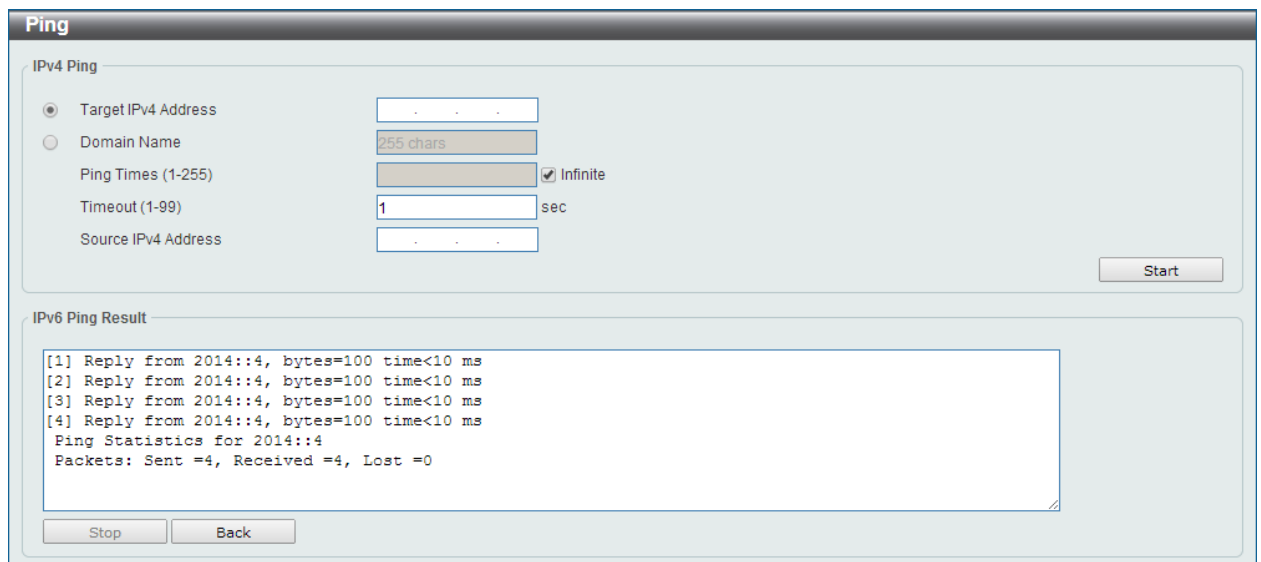 Ping
IPv4 Ping
Target IPv4 Address . . .
Domain Name 255 chars
Ping Times (1-255) Infinite
Timeout (1-99) 1 sec
Source IPv4 Address . . .
Start
IPv6 Ping Result
[1] Reply from 2014::4, bytes=100 time<10 ms
[2] Reply from 2014::4, bytes=100 time<10 ms
[3] Reply from 2014::4, bytes=100 time<10 ms
[4] Reply from 2014::4, bytes=100 time<10 ms
Ping Statistics for 2014::4
Packets: Sent =4, Received =4, Lost =0
Stop Back